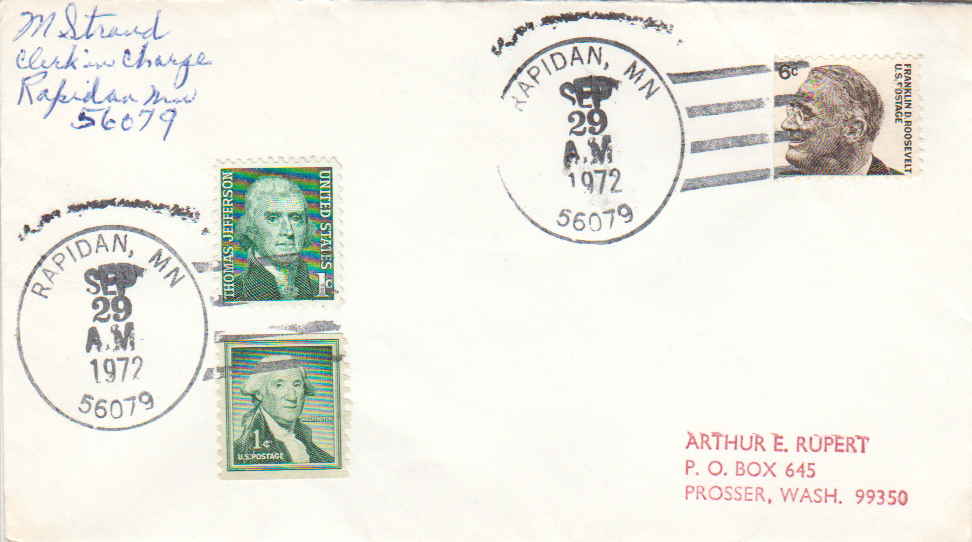 M Strand
Clerk in Charge
Rapidan Mn
56079
RAPIDAN, MN
SEP
29
A.M
1972
56079
6c
FRANKLIN D. ROOSEVELT
U.S. POSTAGE
RAPIDAN, MN
SEP
29
A.M
1972
56079
THOMAS JEFFERSON
UNITED STATES
1c
1¢
U.S. POSTAGE
ARTHUR E. RUPERT
P. O. BOX 645
PROSSER, WASH. 99350